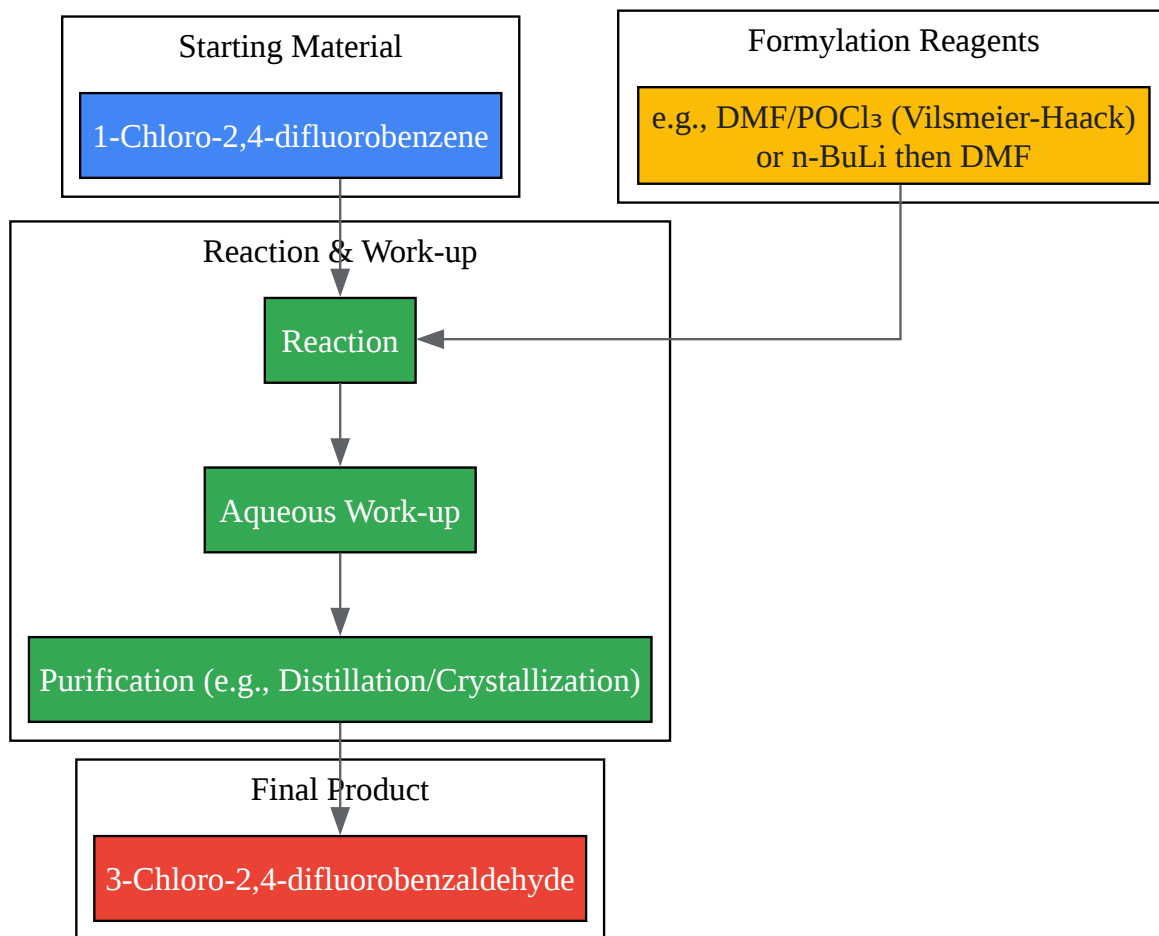 Starting Material
1-Chloro-2,4-difluorobenzene
Formylation Reagents
e.g., DMF/POCl₃ (Vilsmeier-Haack)
or n-BuLi then DMF
Reaction & Work-up
Reaction
Aqueous Work-up
Purification (e.g., Distillation/Crystallization)
Final Product
3-Chloro-2,4-difluorobenzaldehyde